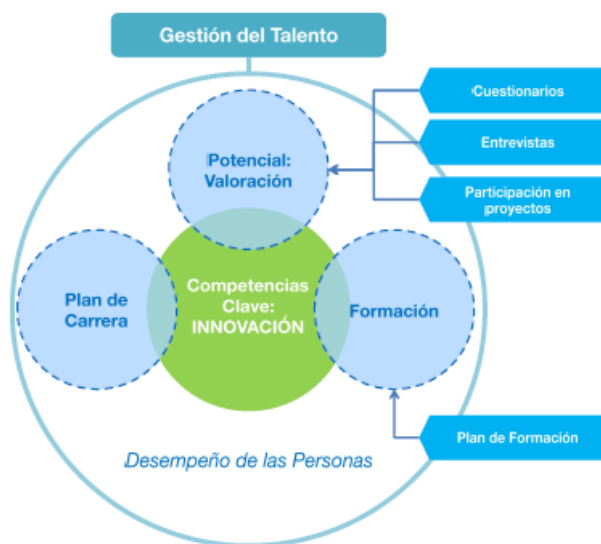 Gestión del Talento
Cuestionarios
Entrevistas
Participación en
proyectos
Potencial:
Valoración
Competencias
Clave:
INNOVACIÓN
Plan de
Carrera
Formación
Plan de Formación
Desempeño de las Personas